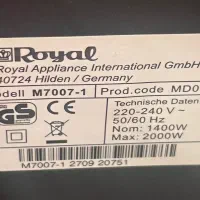 Royal
Royal Appliance International GmbH
40724 Hilden / Germany
Modell M7007-1
Prod.code MD0
GS
Technische Daten
220-240 V~
50/60 Hz
Nom: 1400W
Max: 2000W
M7007-1 2709 20751